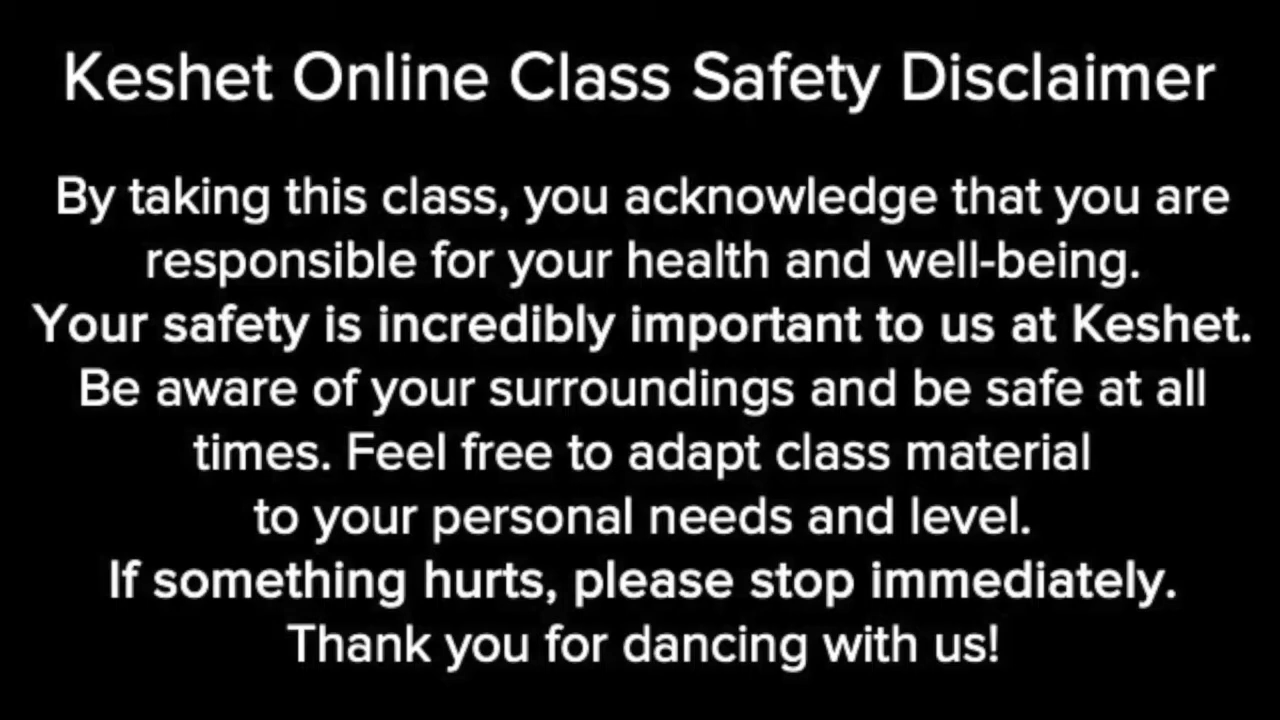 Keshet Online Class Safety Disclaimer
By taking this class, you acknowledge that you are
responsible for your health and well-being.
Your safety is incredibly important to us at Keshet.
Be aware of your surroundings and be safe at all
times. Feel free to adapt class material
to your personal needs and level.
If something hurts, please stop immediately.
Thank you for dancing with us!